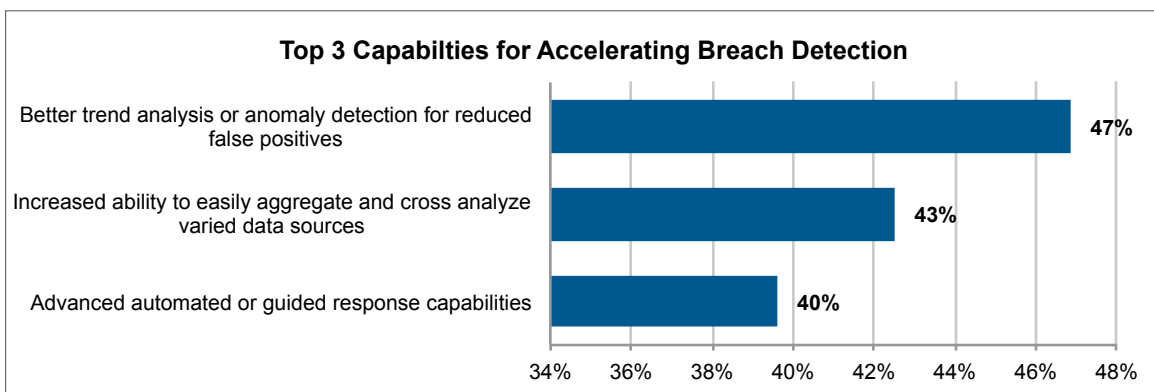 Top 3 Capabilties for Accelerating Breach Detection
Better trend analysis or anomaly detection for reduced
false positives
47%
Increased ability to easily aggregate and cross analyze
varied data sources
43%
Advanced automated or guided response capabilities
40%
34% 36% 38% 40% 42% 44% 46% 48%